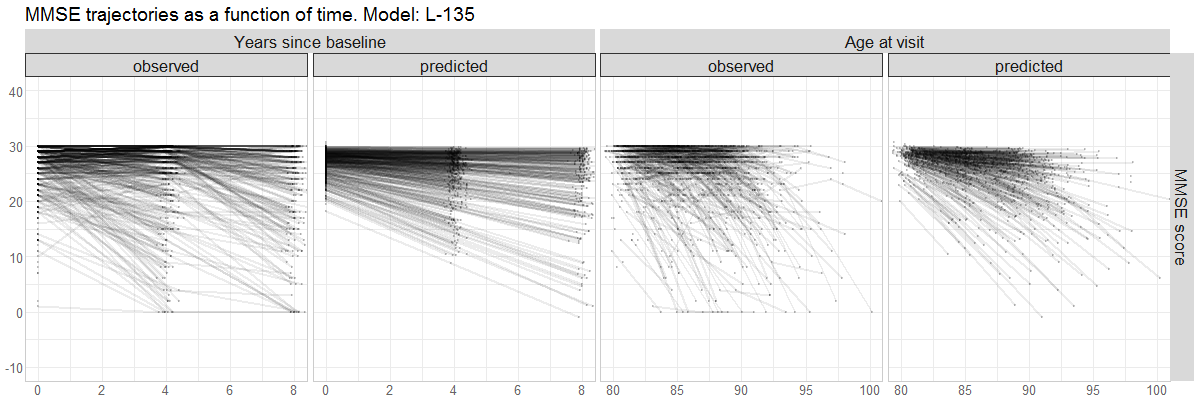 MMSE trajectories as a function of time. Model: L-135
Years since baseline
Age at visit
observed
predicted
observed
predicted
40
30
20
10
0
-10
MMSE score
0 2 4 6 8
0 2 4 6 8
80 85 90 95 100
80 85 90 95 100